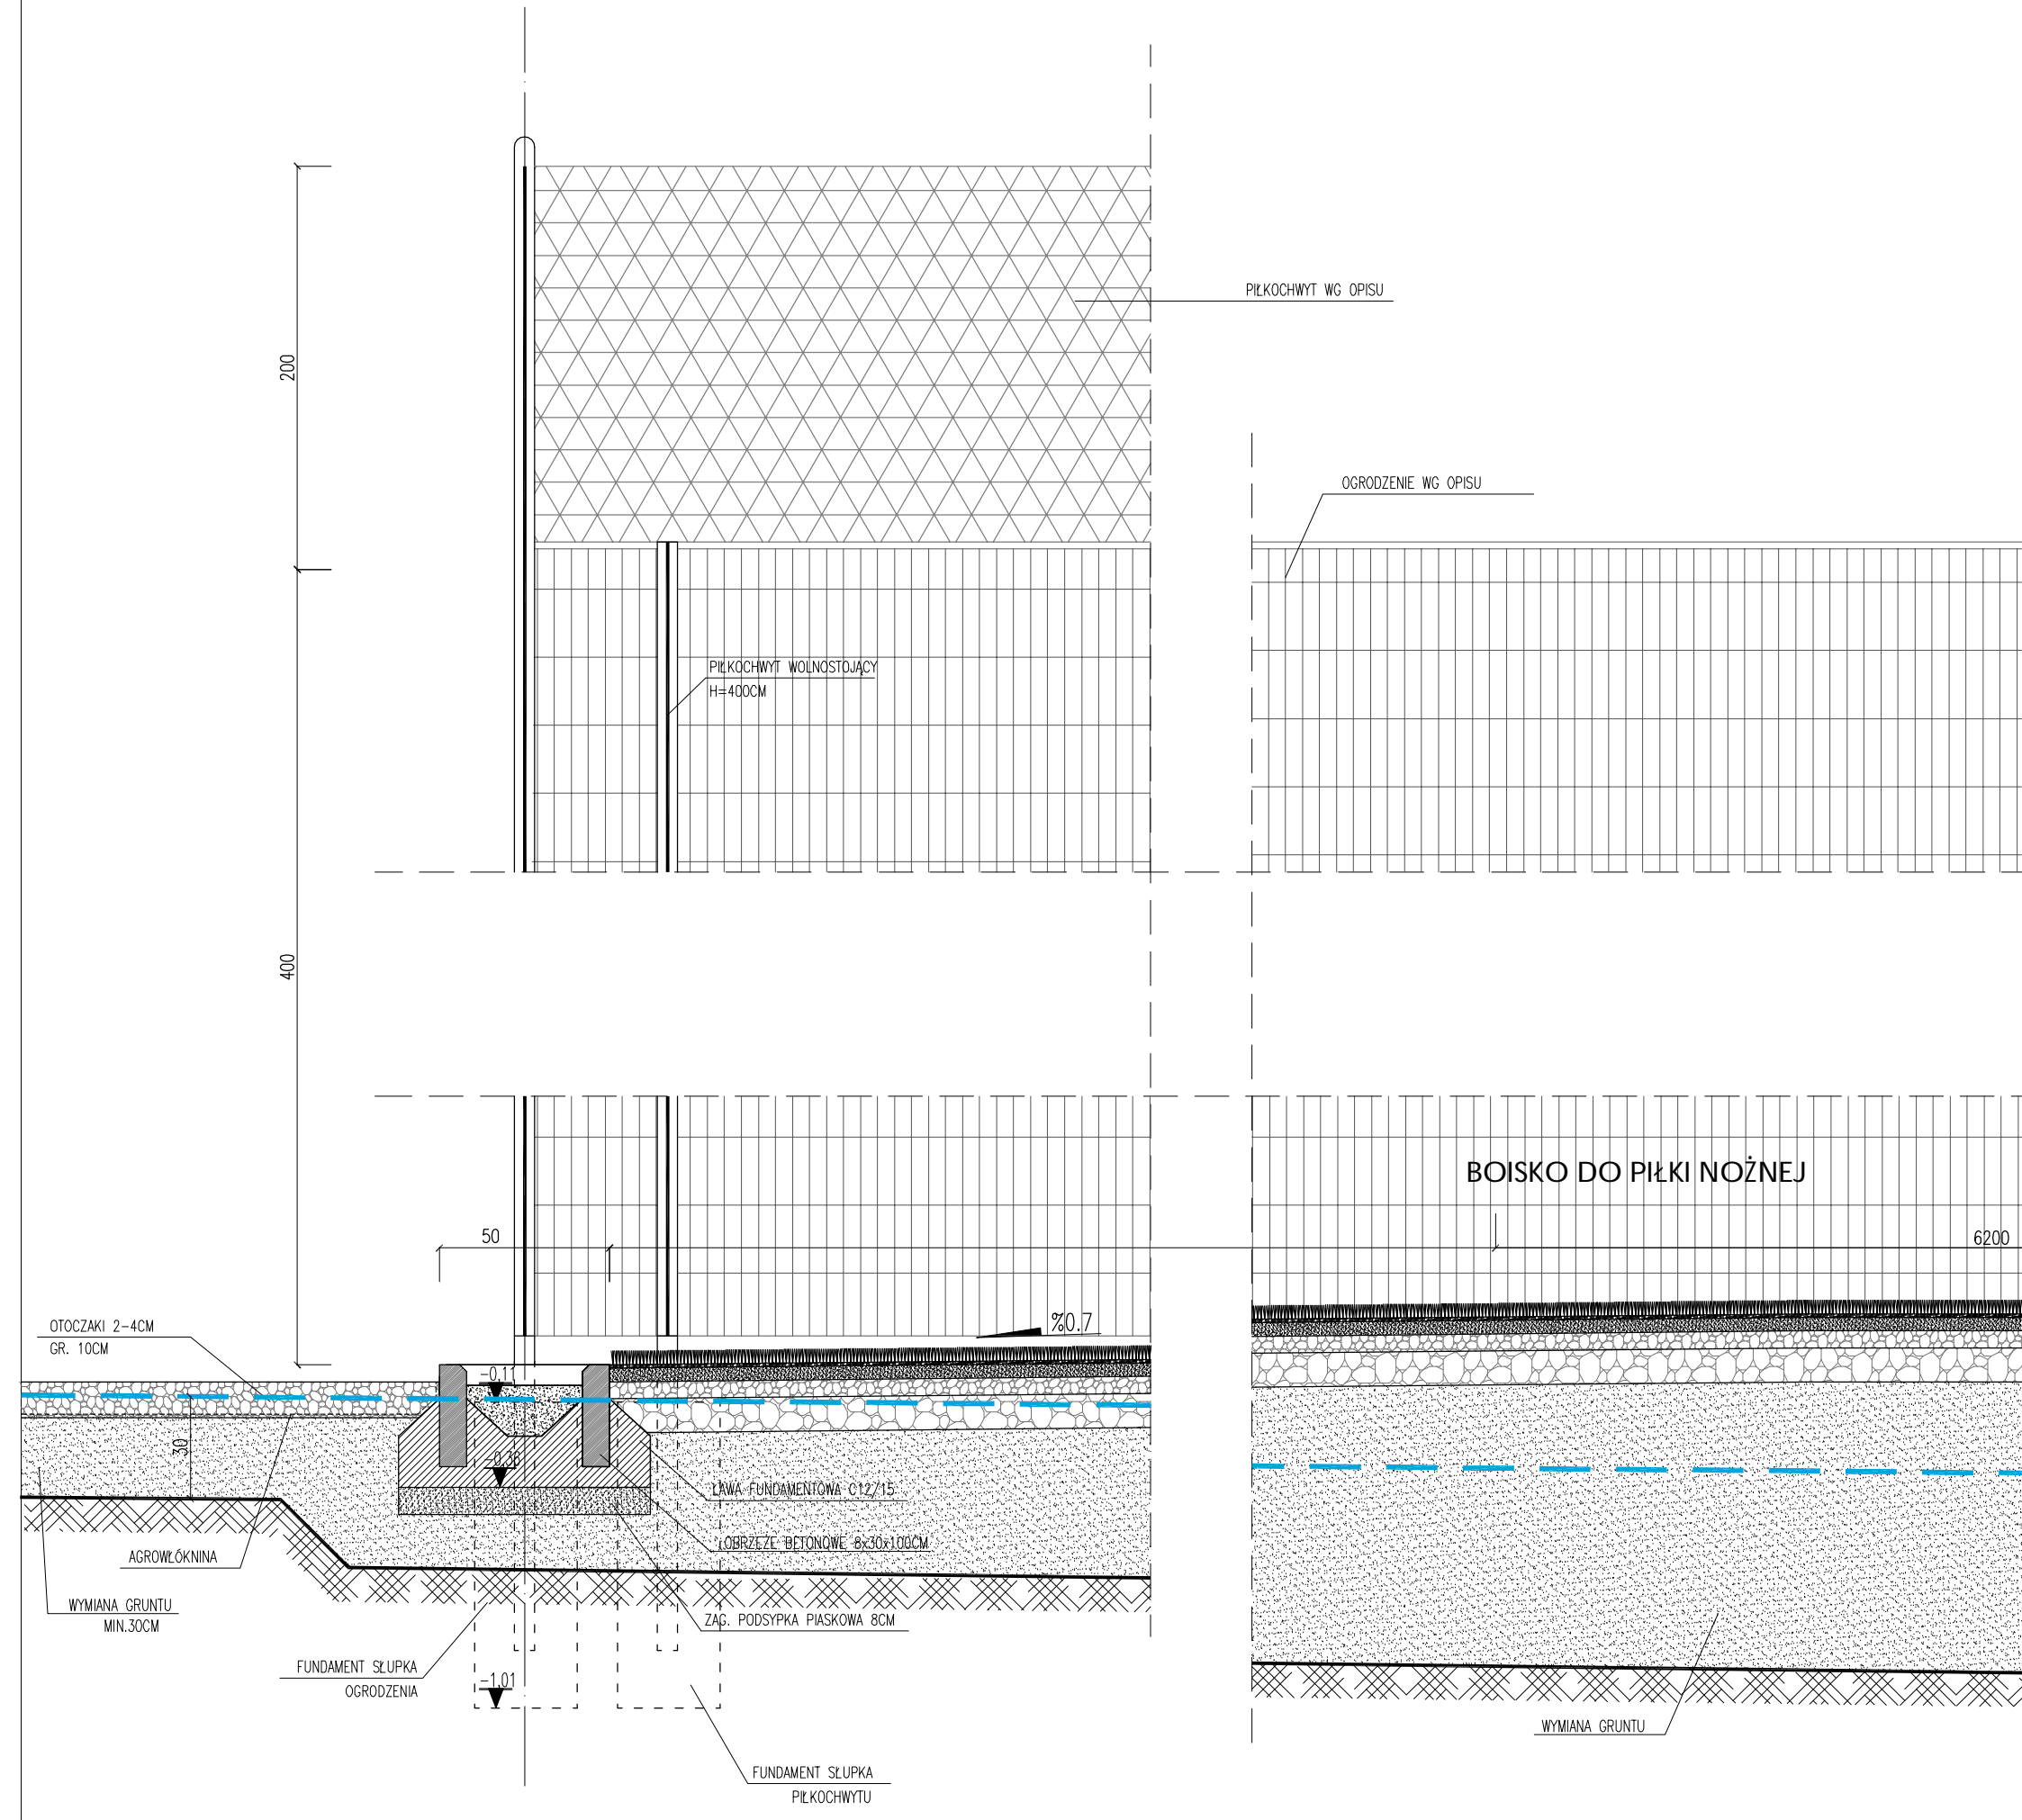 PIŁKOCHWYT WG OPISU
200
OGRODZENIE WG OPISU
PIŁKOCHWYT WOLNOSTOJĄCY
H=400CM
400
BOISKO DO PIŁKI NOŻNEJ
50
6200
%0.7
OTOCZAKI 2-4CM
GR. 10CM
-0,11
30
-0,36
ŁAWA FUNDAMENTOWA C12/15
OBRZEŻE BETONOWE 8x30x100CM
AGROWŁÓKNINA
WYMIANA GRUNTU
MIN.30CM
ZAG. PODSYPKA PIASKOWA 8CM
FUNDAMENT SŁUPKA
OGRODZENIA
-1,01
WYMIANA GRUNTU
FUNDAMENT SŁUPKA
PIŁKOCHWYTU